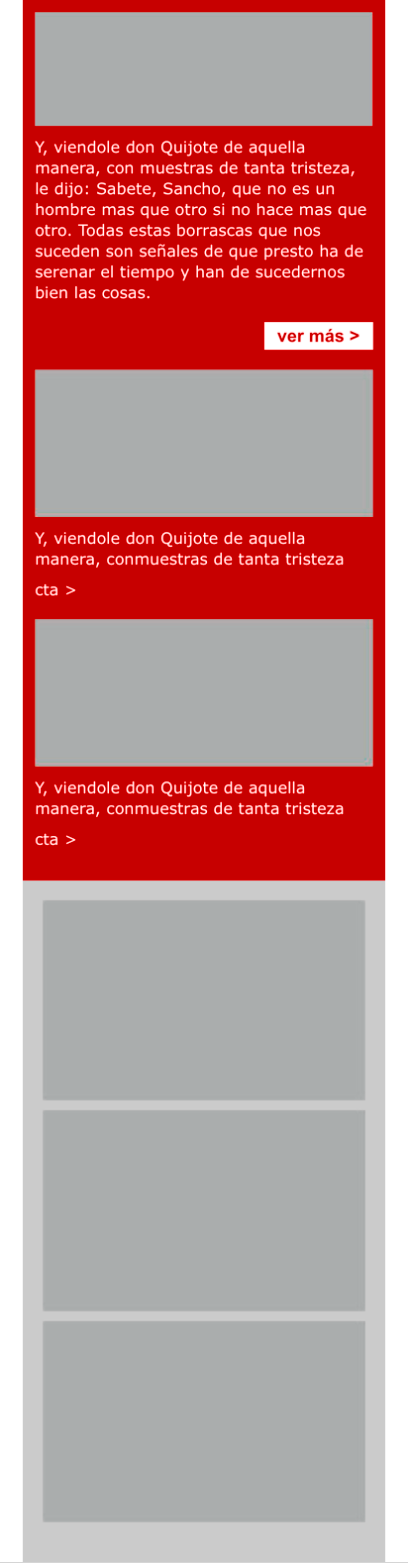 Y, viendole don Quijote de aquella
manera, con muestras de tanta tristeza,
le dijo: Sabete, Sancho, que no es un
hombre mas que otro si no hace mas que
otro. Todas estas borrascas que nos
suceden son señales de que presto ha de
serenar el tiempo y han de sucedernos
bien las cosas.
ver más >
Y, viendole don Quijote de aquella
manera, conmuestras de tanta tristeza
cta >
Y, viendole don Quijote de aquella
manera, conmuestras de tanta tristeza
cta >